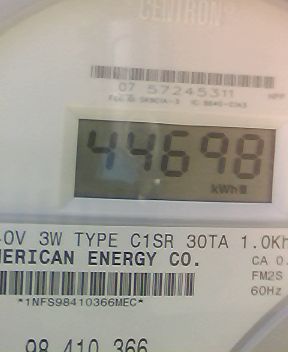 CENTRON
07 57245311
44698
kWh
40V 3W TYPE C1SR 30TA 1.0Kh
MERICAN ENERGY CO.
CA 0.
FM2S
*1NFS98410366MEC*
60Hz
98 410 366